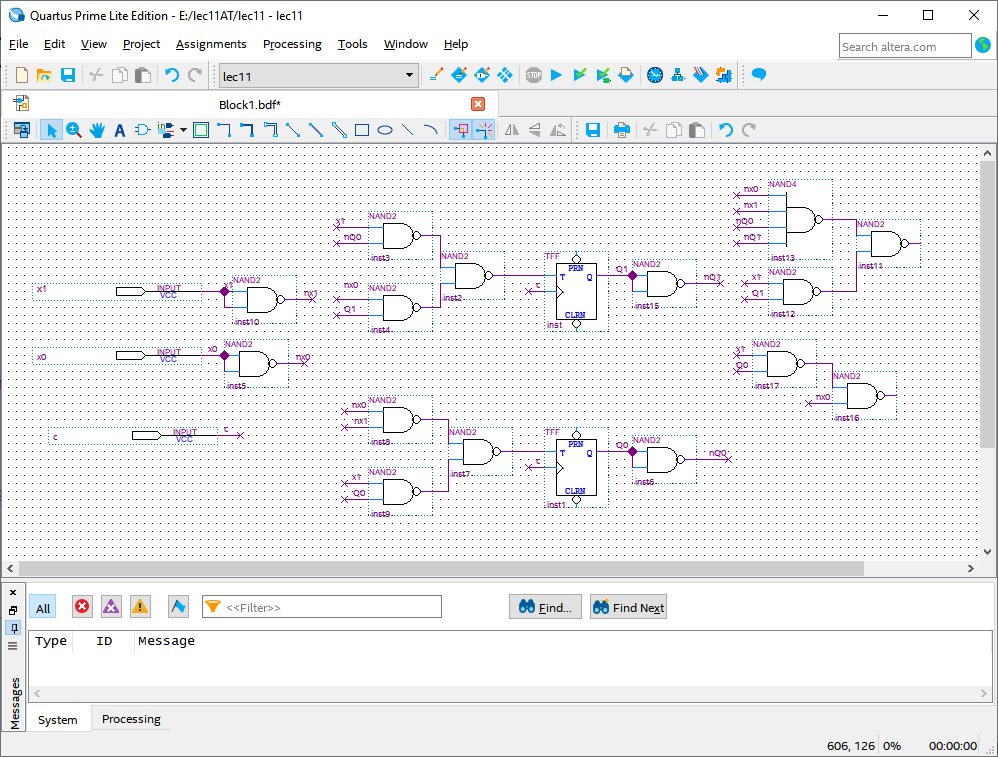 Quartus Prime Lite Edition - E:/lec11AT/lec11 - lec11
File Edit View Project Assignments Processing Tools Window Help
Search altera.com
lec11
STOP
Block1.bdf*
x1 INPUT VCC x1 NAND2 inst10 nx1
x0 INPUT VCC x0 NAND2 inst5 nx0
c INPUT VCC c
x1 nQ0 NAND2 inst3
nx0 Q1 NAND2 inst4
NAND2 inst2
TFF PRN T Q CLRN inst c
Q1 NAND2 inst15 nQ1
nx0 nx1 NAND2 inst8
x1 Q0 NAND2 inst9
NAND2 inst7
TFF PRN T Q CLRN inst1 c
Q0 NAND2 inst6 nQ0
nx0 nx1 nQ0 nQ1 NAND4 inst13
x1 Q1 NAND2 inst12
NAND2 inst11
x1 Q0 NAND2 inst17
nx0 NAND2 inst16
All
<<Filter>>
Find...
Find Next
Type ID Message
Messages
System Processing
606, 126 0% 00:00:00